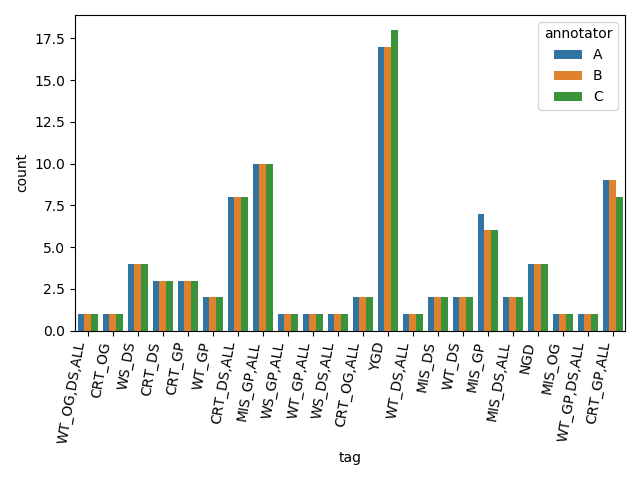 annotator
A
B
C
17.5
15.0
12.5
10.0
7.5
5.0
2.5
0.0
count
WT_OG,DS,ALL
CRT_OG
WS_DS
CRT_DS
CRT_GP
WT_GP
CRT_DS,ALL
MIS_GP,ALL
WS_GP,ALL
WT_GP,ALL
WS_DS,ALL
CRT_OG,ALL
YGD
WT_DS,ALL
MIS_DS
WT_DS
MIS_GP
MIS_DS,ALL
NGD
MIS_OG
WT_GP,DS,ALL
CRT_GP,ALL
tag